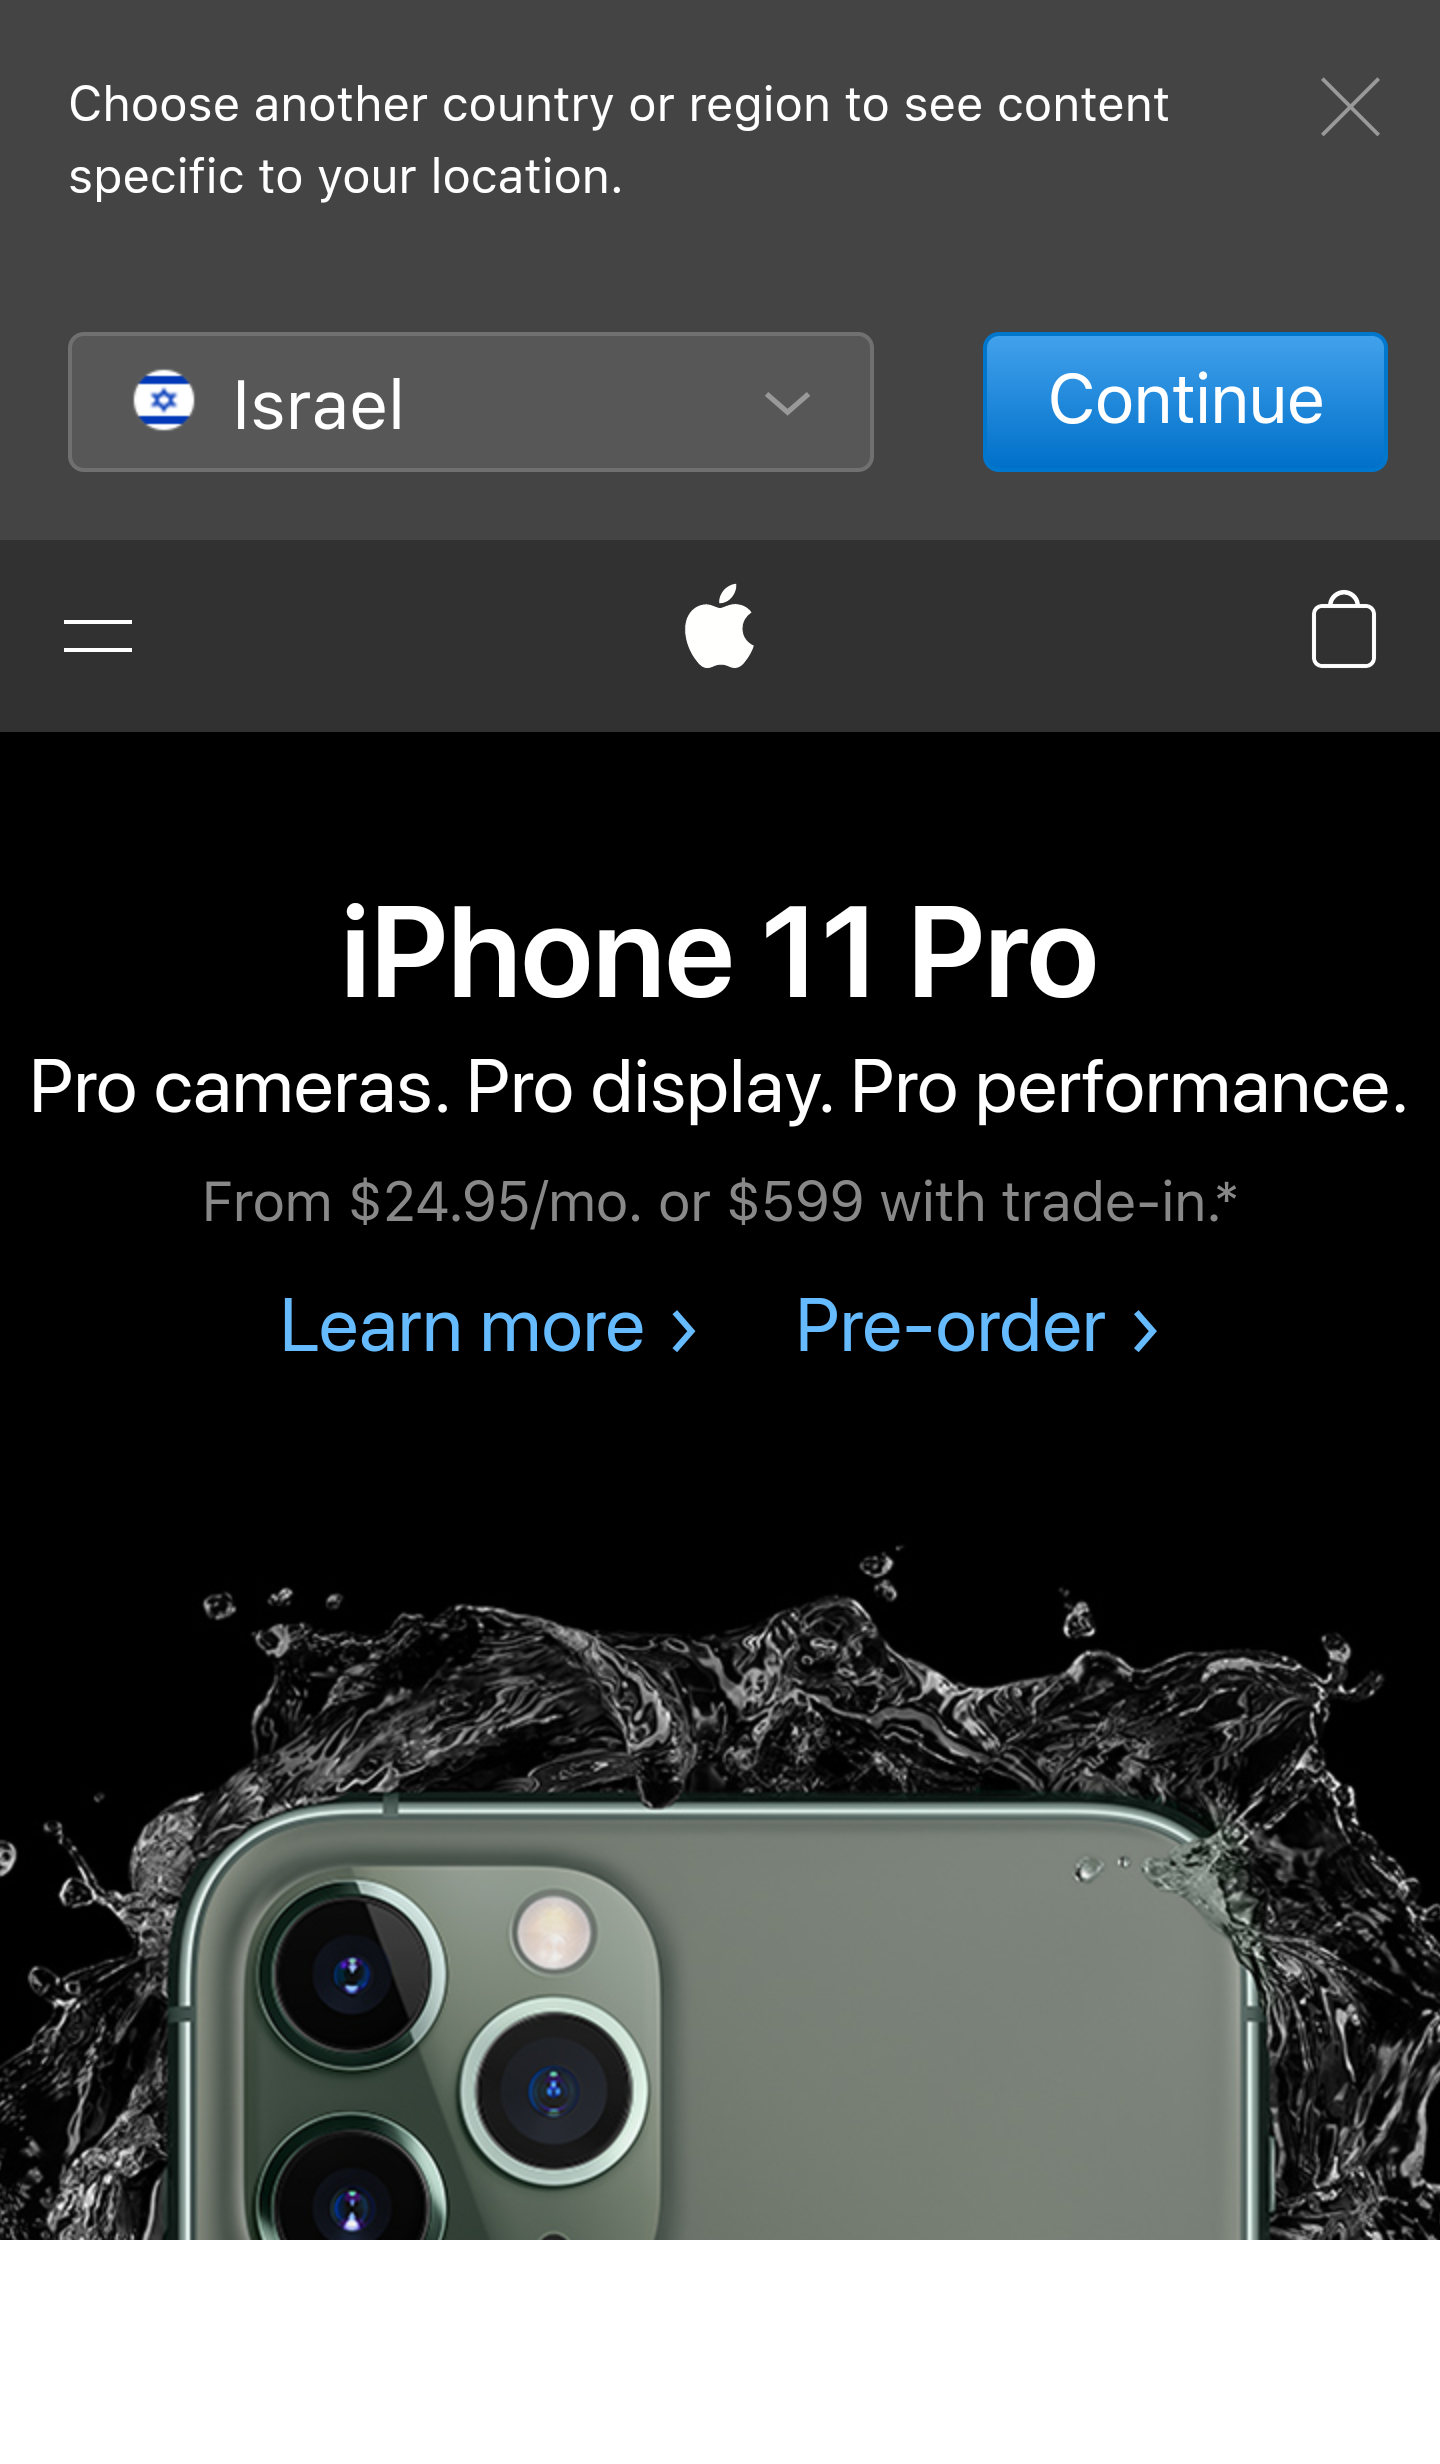 Choose another country or region to see content
specific to your location.
Israel
Continue
iPhone 11 Pro
Pro cameras. Pro display. Pro performance.
From $24.95/mo. or $599 with trade-in.*
Learn more
Pre-order